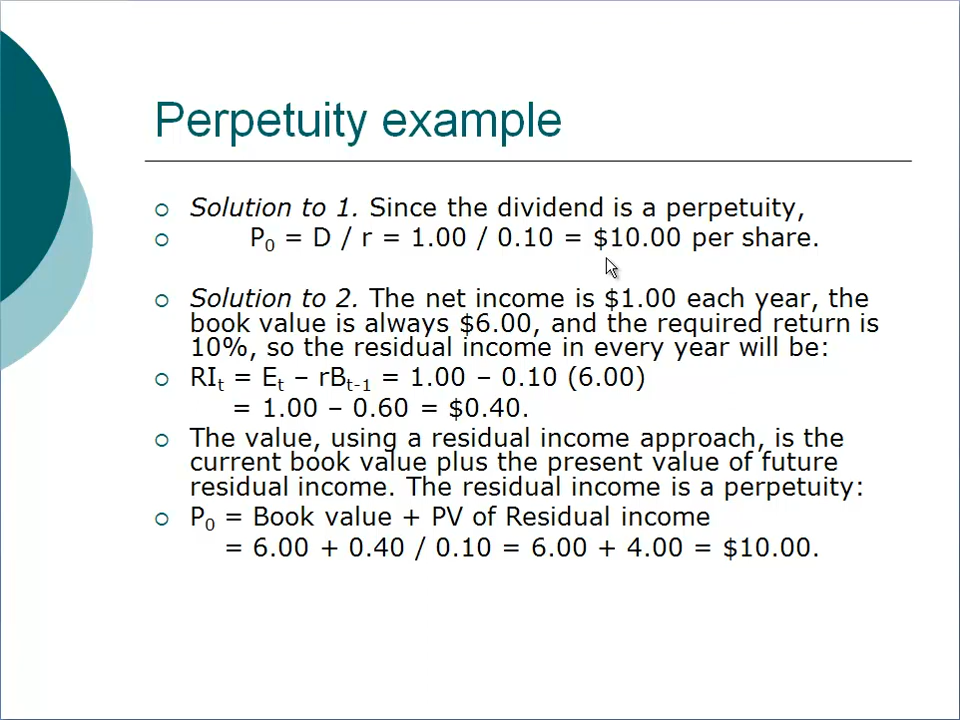 Perpetuity example
Solution to 1. Since the dividend is a perpetuity,
P₀ = D / r = 1.00 / 0.10 = $10.00 per share.
Solution to 2. The net income is $1.00 each year, the
book value is always $6.00, and the required return is
10%, so the residual income in every year will be:
RIₜ = Eₜ – rBₜ₋₁ = 1.00 – 0.10 (6.00)
= 1.00 – 0.60 = $0.40.
The value, using a residual income approach, is the
current book value plus the present value of future
residual income. The residual income is a perpetuity:
P₀ = Book value + PV of Residual income
= 6.00 + 0.40 / 0.10 = 6.00 + 4.00 = $10.00.